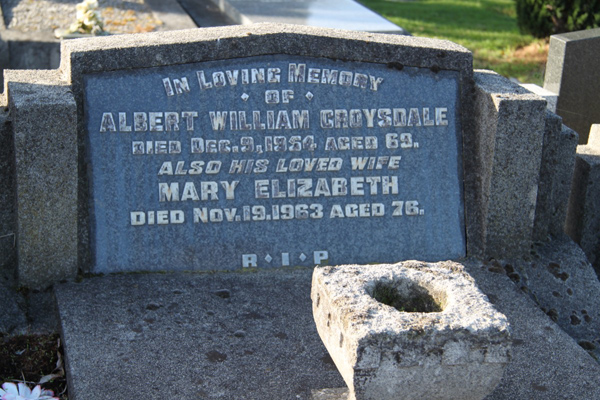 In Loving Memory
OF
ALBERT WILLIAM CROYSDALE
DIED DEC. 9, 1954. AGED 69.
ALSO HIS LOVED WIFE
MARY ELIZABETH
DIED NOV. 19. 1963 AGED 76.
R · I · P